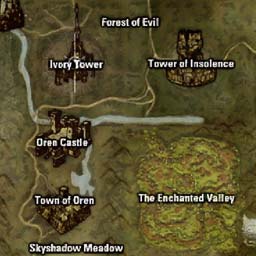 Forest of Evil
Ivory Tower
Tower of Insolence
Oren Castle
Town of Oren
The Enchanted Valley
Skyshadow Meadow